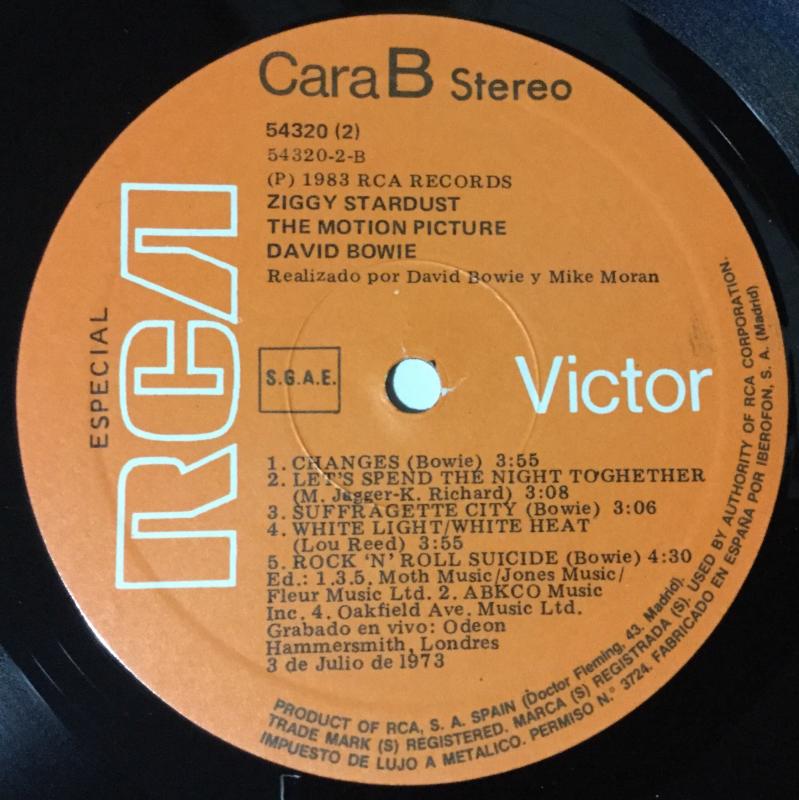 Cara B Stereo
54320 (2)
54320-2-B
(P) 1983 RCA RECORDS
ZIGGY STARDUST
THE MOTION PICTURE
DAVID BOWIE
Realizado por David Bowie y Mike Moran
ESPECIAL
RCA
S.G.A.E.
Victor
1. CHANGES (Bowie) 3:55
2. LET'S SPEND THE NIGHT TOGHETHER
(M. Jagger-K. Richard) 3:08
3. SUFFRAGETTE CITY (Bowie) 3:06
4. WHITE LIGHT/WHITE HEAT
(Lou Reed) 3:55
5. ROCK 'N' ROLL SUICIDE (Bowie) 4:30
Ed.: 1.3.5. Moth Music/Jones Music/
Fleur Music Ltd. 2. ABKCO Music
Inc. 4. Oakfield Ave. Music Ltd.
Grabado en vivo: Odeon
Hammersmith, Londres
3 de Julio de 1973
PRODUCT OF RCA, S. A. SPAIN (Doctor Fleming, 43. Madrid).
TRADE MARK (S) REGISTERED. MARCA (S) REGISTRADA (S). USED BY AUTHORITY OF RCA CORPORATION.
IMPUESTO DE LUJO A METALICO. PERMISO N.º 3724. FABRICADO EN ESPAÑA POR IBEROFON, S. A. (Madrid)